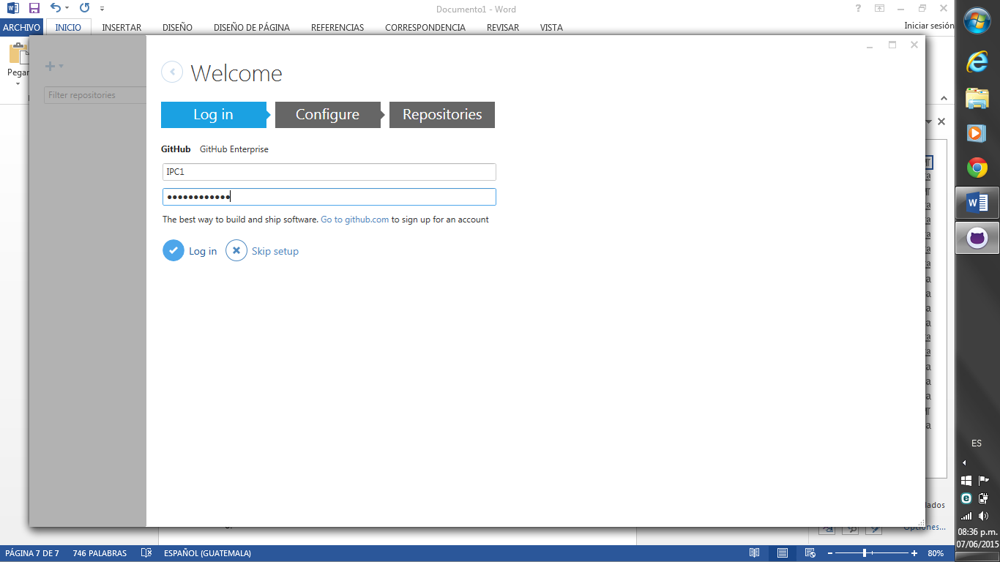 Documento1 - Word
ARCHIVO INICIO INSERTAR DISEÑO DISEÑO DE PÁGINA REFERENCIAS CORRESPONDENCIA REVISAR VISTA
Iniciar sesión
Pegar
Filter repositories
Welcome
Log in Configure Repositories
GitHub GitHub Enterprise
IPC1
●●●●●●●●●●●●
The best way to build and ship software. Go to github.com to sign up for an account
Log in Skip setup
Opciones...
ES
08:36 p.m.
07/06/2015
PÁGINA 7 DE 7 746 PALABRAS ESPAÑOL (GUATEMALA) 80%